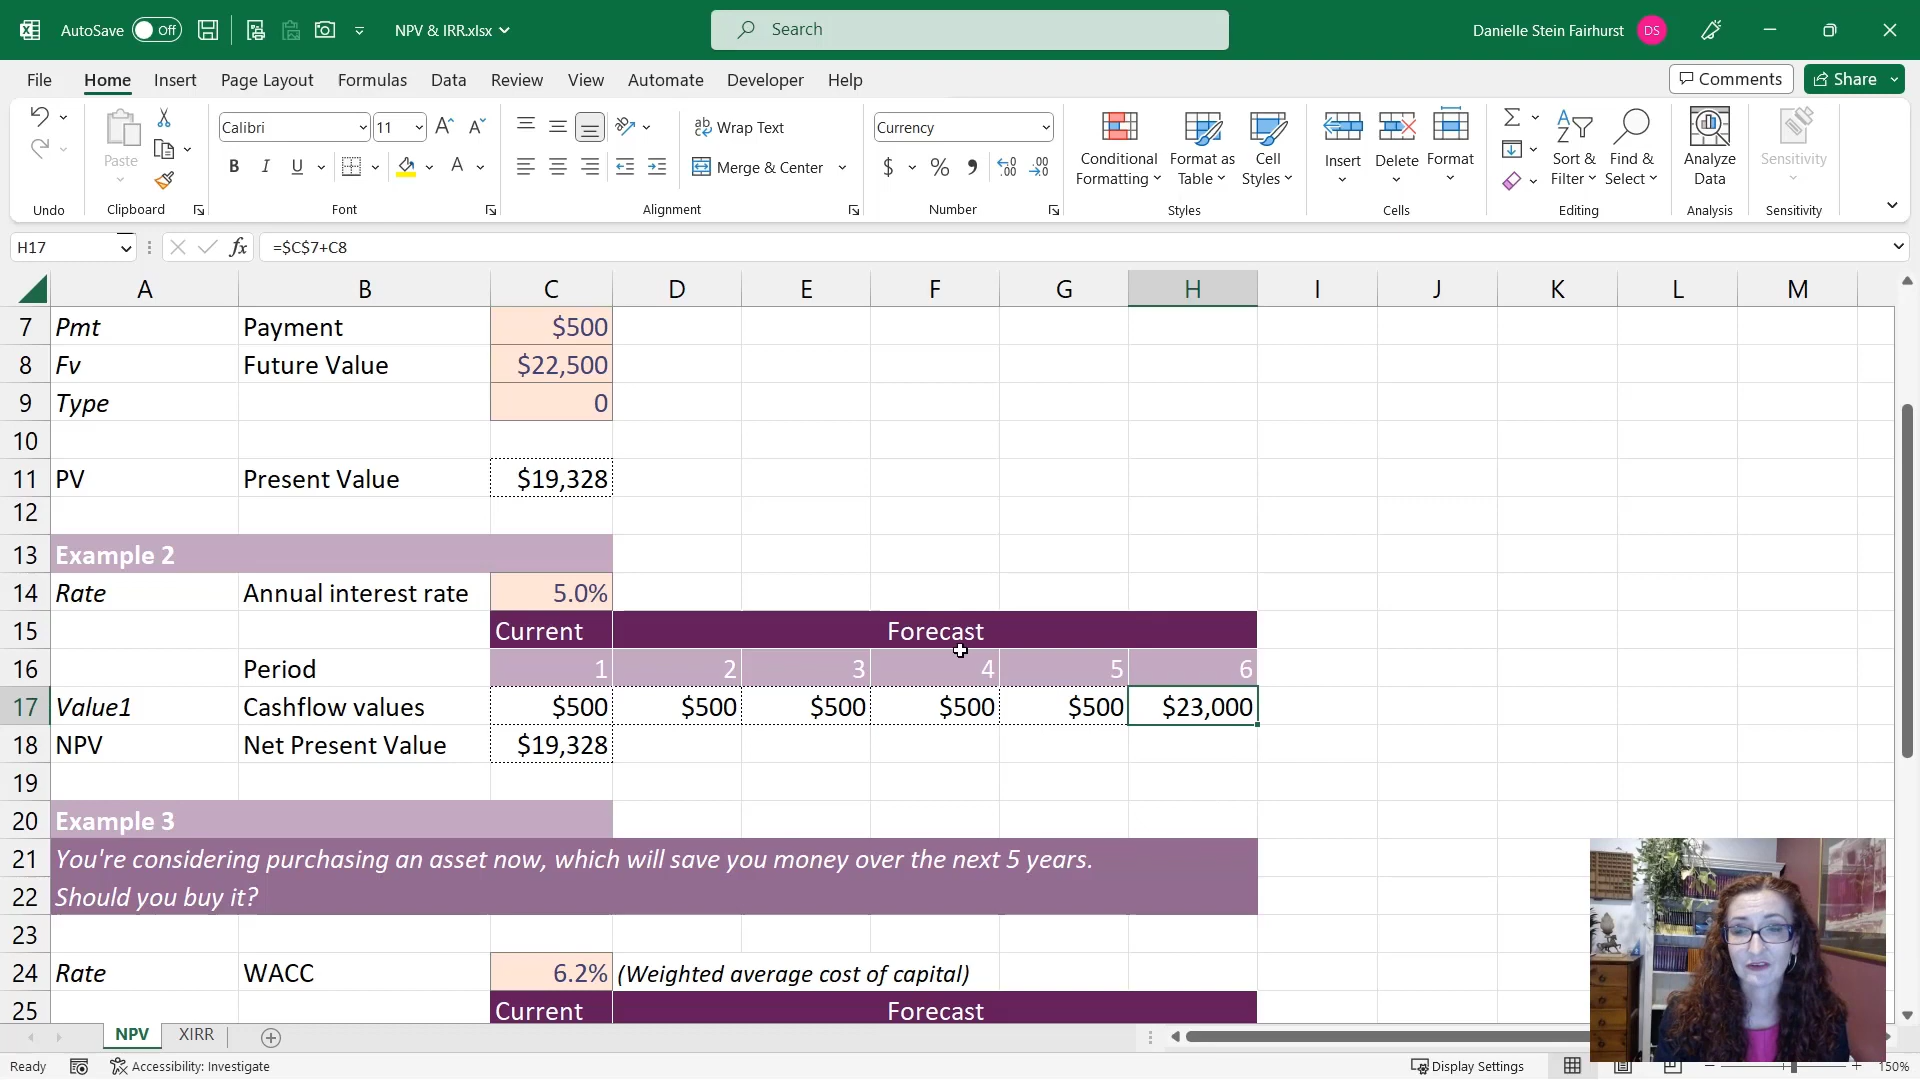 AutoSave Off NPV & IRR.xlsx Search Danielle Stein Fairhurst DS
File Home Insert Page Layout Formulas Data Review View Automate Developer Help Comments Share
Calibri 11 Wrap Text Currency
Paste B I U A Merge & Center $ % Conditional Formatting Format as Table Cell Styles Insert Delete Format Sort & Filter Find & Select Analyze Data Sensitivity
Undo Clipboard Font Alignment Number Styles Cells Editing Analysis Sensitivity
H17 fx =$C$7+C8
A B C D E F G H I J K L M
7 Pmt Payment $500
8 Fv Future Value $22,500
9 Type 0
10
11 PV Present Value $19,328
12
13 Example 2
14 Rate Annual interest rate 5.0%
15 Current Forecast
16 Period 1 2 3 4 5 6
17 Value1 Cashflow values $500 $500 $500 $500 $500 $23,000
18 NPV Net Present Value $19,328
19
20 Example 3
21 You're considering purchasing an asset now, which will save you money over the next 5 years.
22 Should you buy it?
23
24 Rate WACC 6.2% (Weighted average cost of capital)
25 Current Forecast
NPV XIRR
Ready Accessibility: Investigate Display Settings 150%